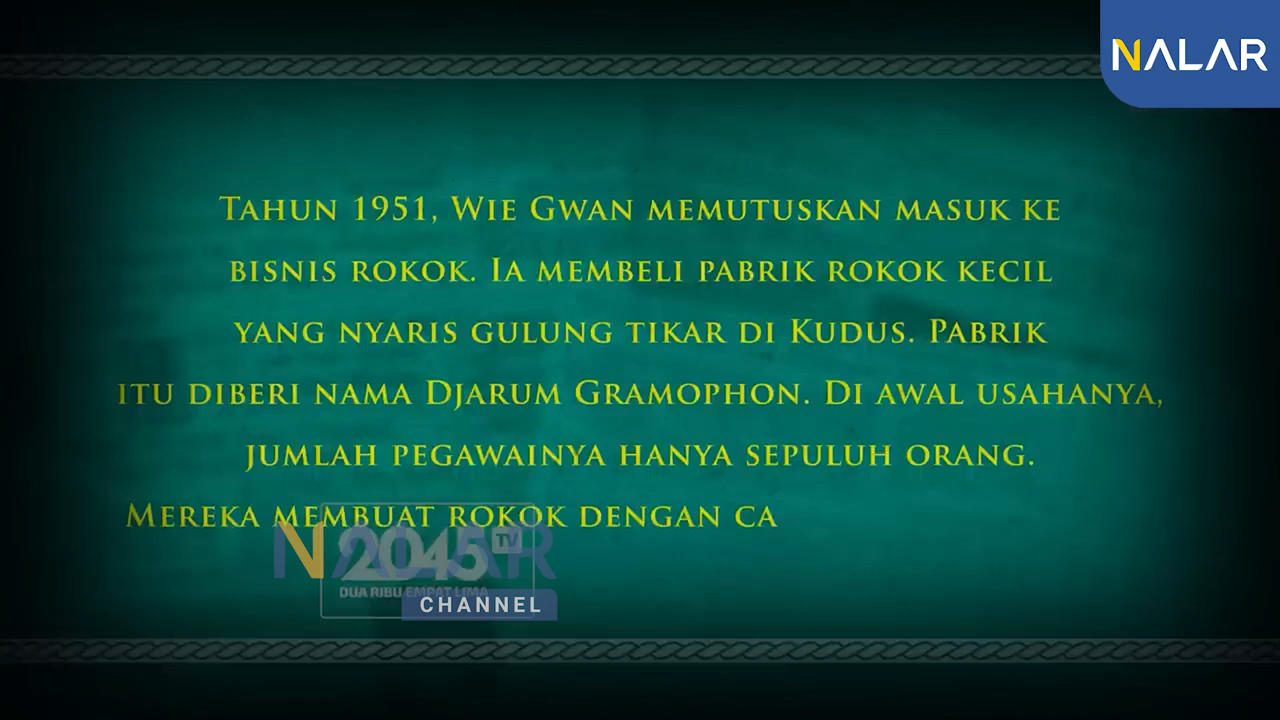 NALAR
Tahun 1951, Wie Gwan memutuskan masuk ke
bisnis rokok. Ia membeli pabrik rokok kecil
yang nyaris gulung tikar di Kudus. Pabrik
itu diberi nama Djarum Gramophon. Di awal usahanya,
jumlah pegawainya hanya sepuluh orang.
Mereka membuat rokok dengan ca
NALAR
2045 TV
DUA RIBU EMPAT LIMA
CHANNEL